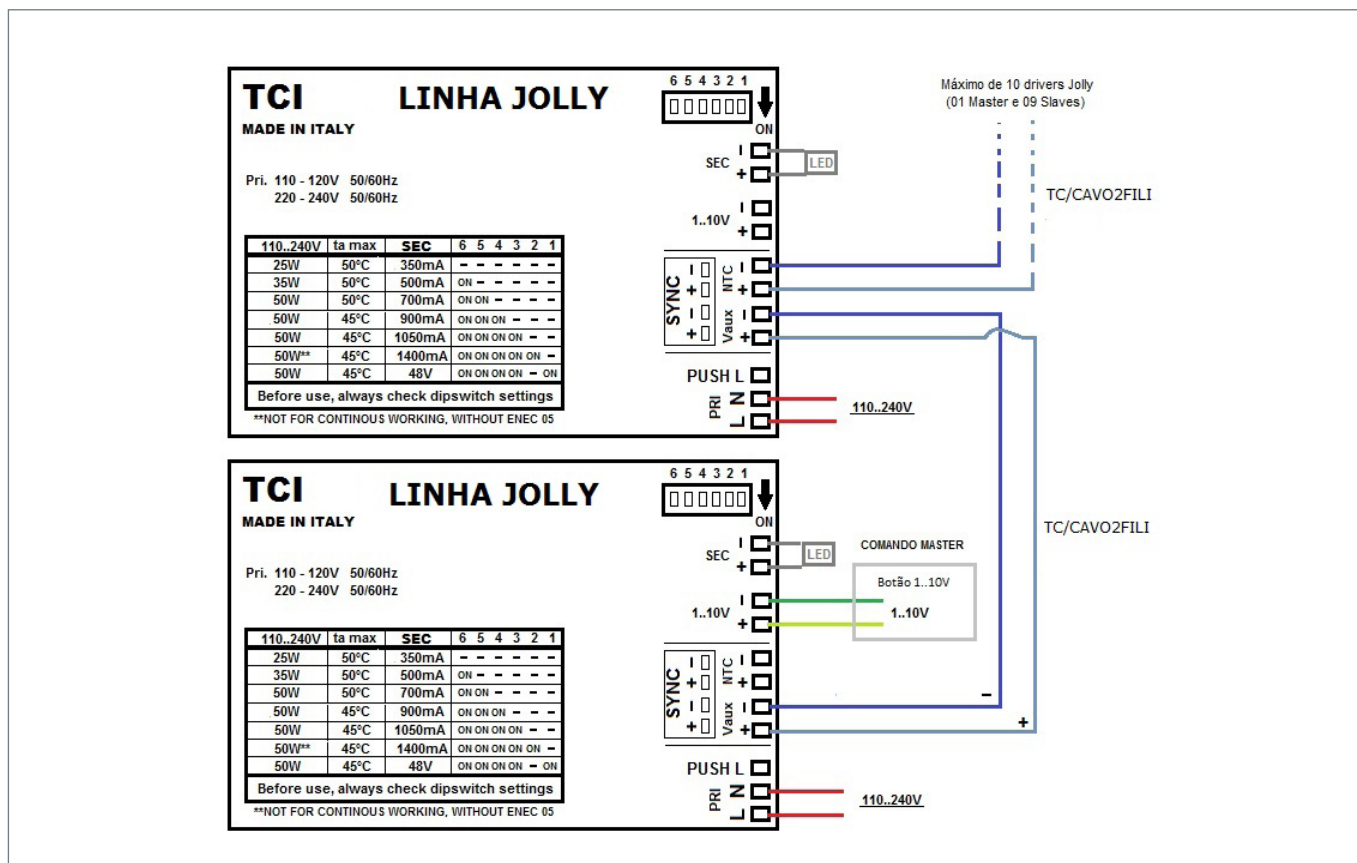 TCI
LINHA JOLLY
MADE IN ITALY
Pri. 110 - 120V 50/60Hz
220 - 240V 50/60Hz
110..240V ta max SEC 6 5 4 3 2 1
25W 50°C 350mA - - - - - -
35W 50°C 500mA ON - - - - -
50W 50°C 700mA ON ON - - - -
50W 45°C 900mA ON ON ON - - -
50W 45°C 1050mA ON ON ON ON - -
50W** 45°C 1400mA ON ON ON ON ON -
50W 45°C 48V ON ON ON ON - ON
Before use, always check dipswitch settings
**NOT FOR CONTINOUS WORKING, WITHOUT ENEC 05
6 5 4 3 2 1
ON
SEC - +
LED
1..10V - +
SYNC - + - +
NTC - +
Vaux - +
PUSH L
PRI N L
110..240V
Máximo de 10 drivers Jolly
(01 Master e 09 Slaves)
TC/CAVO2FILI
TCI
LINHA JOLLY
MADE IN ITALY
Pri. 110 - 120V 50/60Hz
220 - 240V 50/60Hz
110..240V ta max SEC 6 5 4 3 2 1
25W 50°C 350mA - - - - - -
35W 50°C 500mA ON - - - - -
50W 50°C 700mA ON ON - - - -
50W 45°C 900mA ON ON ON - - -
50W 45°C 1050mA ON ON ON ON - -
50W** 45°C 1400mA ON ON ON ON ON -
50W 45°C 48V ON ON ON ON - ON
Before use, always check dipswitch settings
**NOT FOR CONTINOUS WORKING, WITHOUT ENEC 05
6 5 4 3 2 1
ON
SEC - +
LED
1..10V - +
SYNC - + - +
NTC - +
Vaux - +
PUSH L
PRI N L
110..240V
COMANDO MASTER
Botão 1..10V
1..10V
-
+
TC/CAVO2FILI